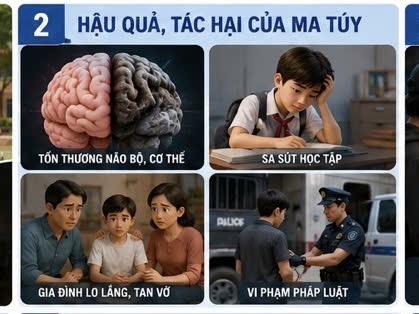 2 HẬU QUẢ, TÁC HẠI CỦA MA TÚY
TỔN THƯƠNG NÃO BỘ, CƠ THỂ
SA SÚT HỌC TẬP
POLICE
GIA ĐÌNH LO LẮNG, TAN VỠ
VI PHẠM PHÁP LUẬT